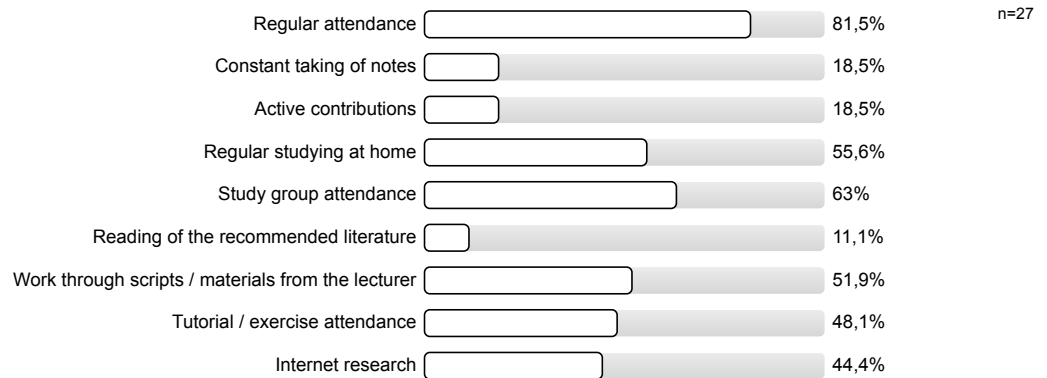 n=27
Regular attendance 81,5%
Constant taking of notes 18,5%
Active contributions 18,5%
Regular studying at home 55,6%
Study group attendance 63%
Reading of the recommended literature 11,1%
Work through scripts / materials from the lecturer 51,9%
Tutorial / exercise attendance 48,1%
Internet research 44,4%